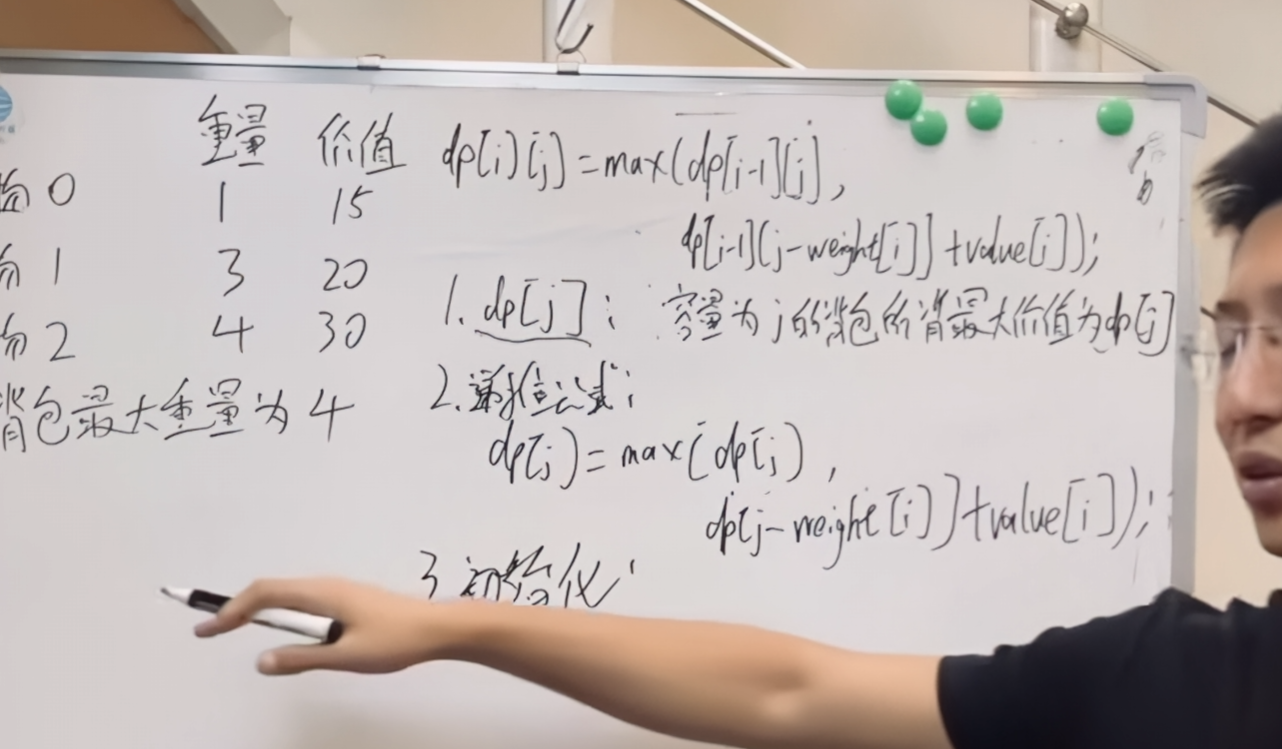 重量 价值
物 0 1 15
物 1 3 20
物 2 4 30
背包最大重量为 4
dp[i][j]=max(dp[i-1][j],
dp[i-1][j-weight[i]]+value[i]);
1. dp[j]: 容量为j的背包所背最大价值为dp[j]
2. 递推公式:
dp[j]=max(dp[j],
dp[j-weight[i]]+value[i]);
3 初始化